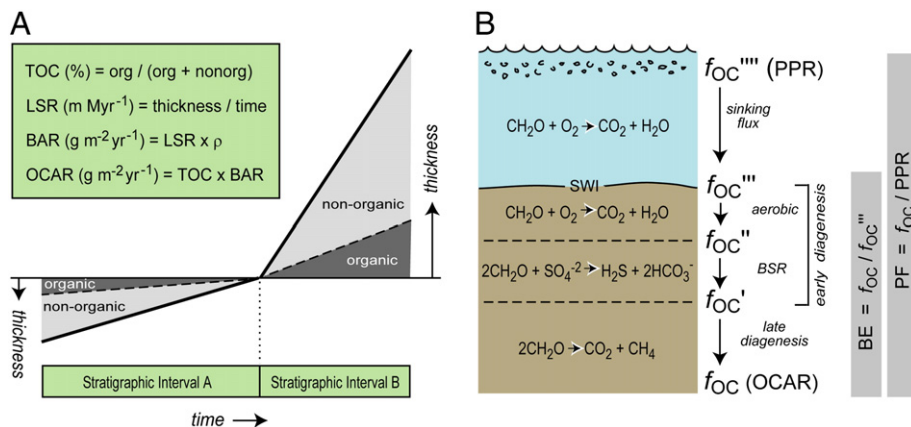 A
TOC (%) = org / (org + nonorg)
LSR (m Myr⁻¹) = thickness / time
BAR (g m⁻² yr⁻¹) = LSR x ρ
OCAR (g m⁻² yr⁻¹) = TOC x BAR
non-organic
thickness
organic
organic
non-organic
thickness
Stratigraphic Interval A
Stratigraphic Interval B
time
B
f_OC'''' (PPR)
sinking
flux
CH₂O + O₂ → CO₂ + H₂O
SWI
f_OC'''
CH₂O + O₂ → CO₂ + H₂O
aerobic
f_OC''
2CH₂O + SO₄⁻² → H₂S + 2HCO₃⁻
BSR
early diagenesis
f_OC'
late
diagenesis
2CH₂O → CO₂ + CH₄
f_OC (OCAR)
BE = f_OC / f_OC'''
PF = f_OC / PPR